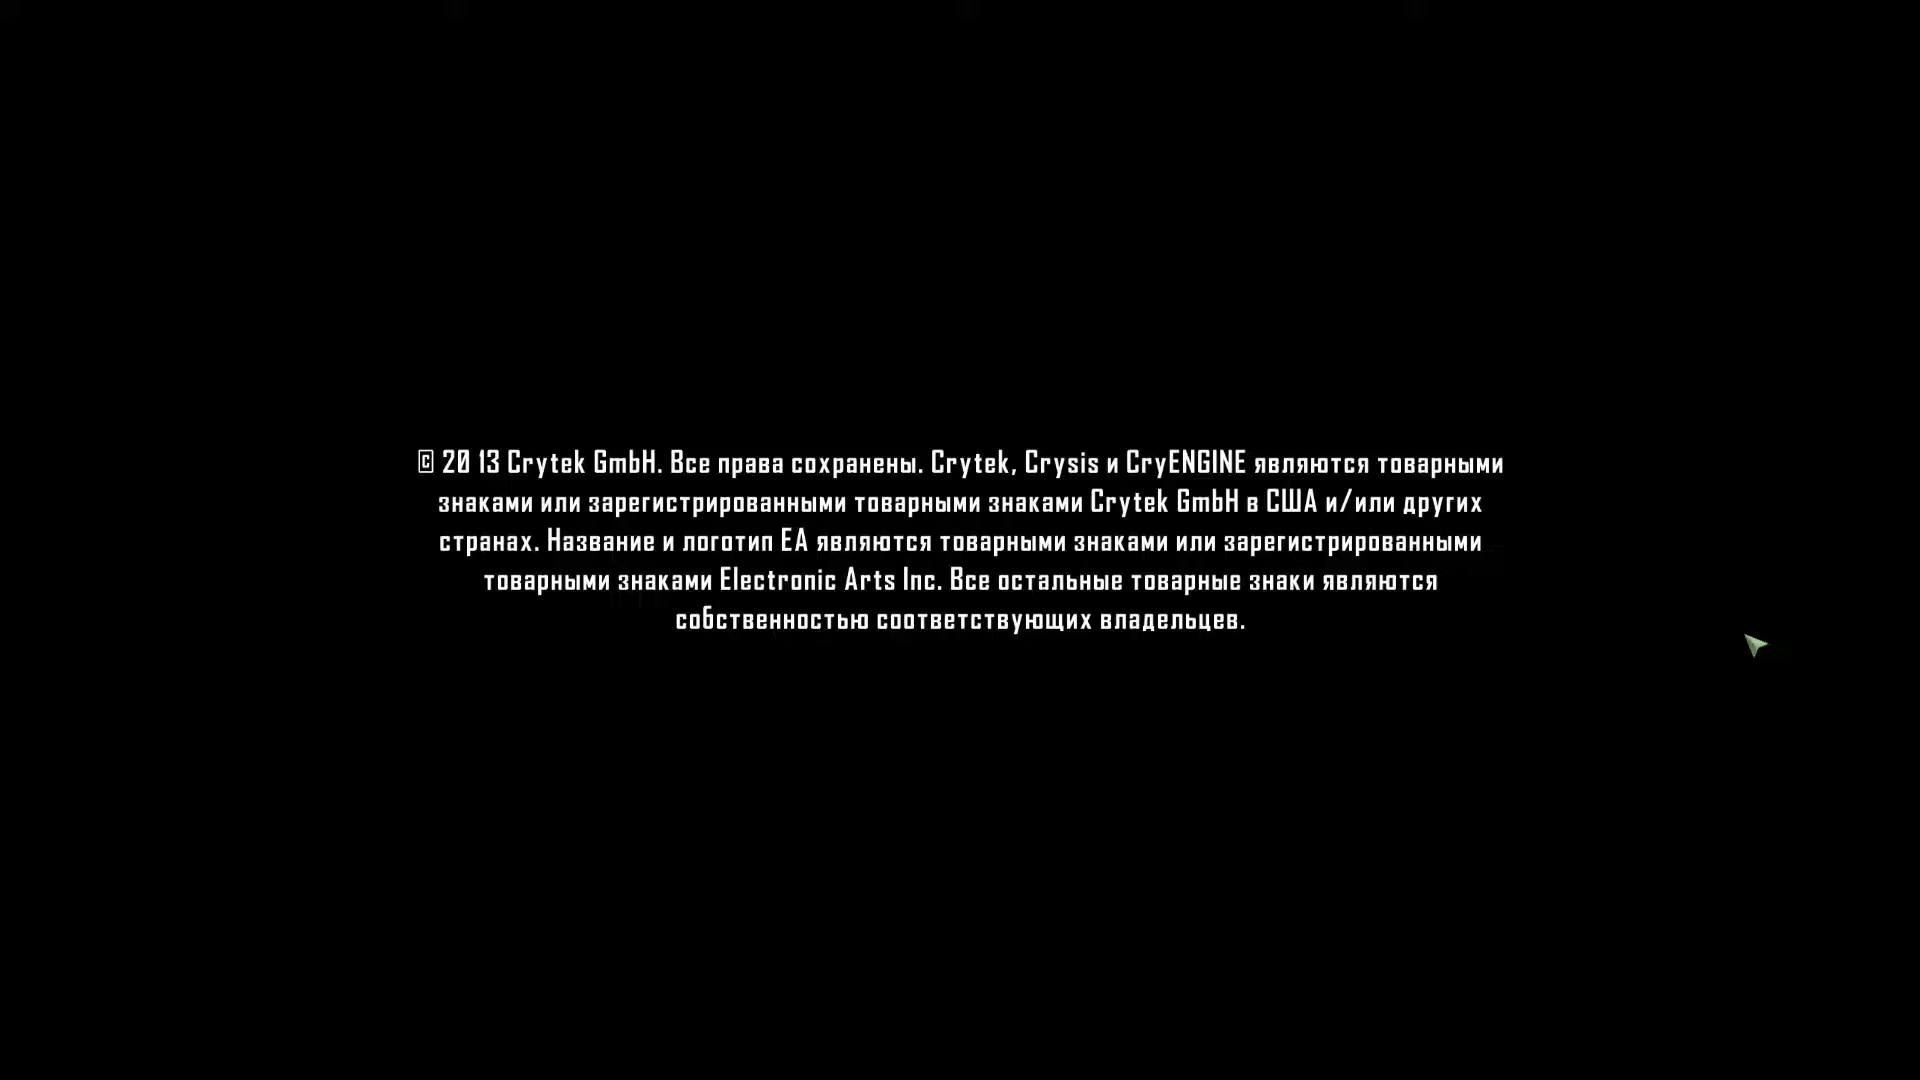 © 2013 Crytek GmbH. Все права сохранены. Crytek, Crysis и CryENGINE являются товарными
знаками или зарегистрированными товарными знаками Crytek GmbH в США и/или других
странах. Название и логотип EA являются товарными знаками или зарегистрированными
товарными знаками Electronic Arts Inc. Все остальные товарные знаки являются
собственностью соответствующих владельцев.